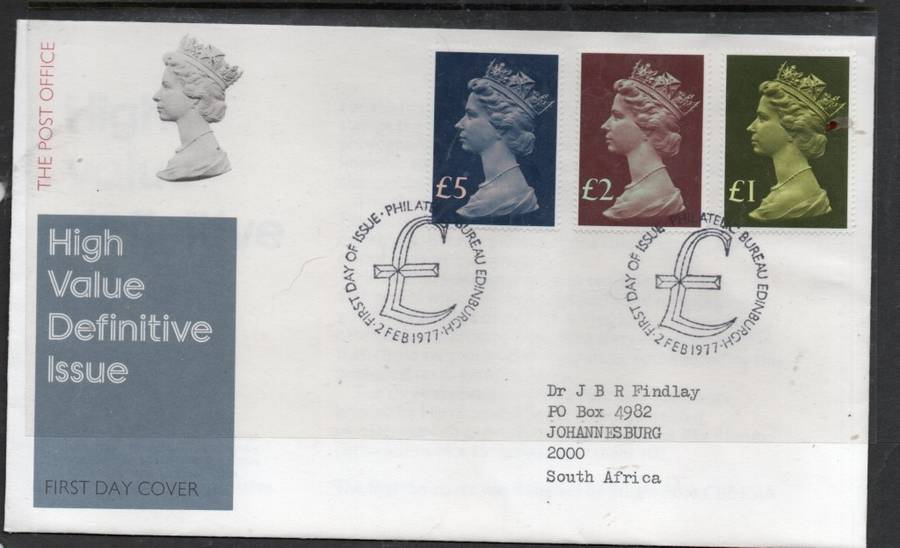 THE POST OFFICE
High
Value
Definitive
Issue
FIRST DAY COVER
£5
£2
£1
FIRST DAY OF ISSUE · PHILATELIC BUREAU EDINBURGH ·
£
· 2 FEB 1977 ·
FIRST DAY OF ISSUE · PHILATELIC BUREAU EDINBURGH ·
£
· 2 FEB 1977 ·
Dr J B R Findlay
PO Box 4982
JOHANNESBURG
2000
South Africa